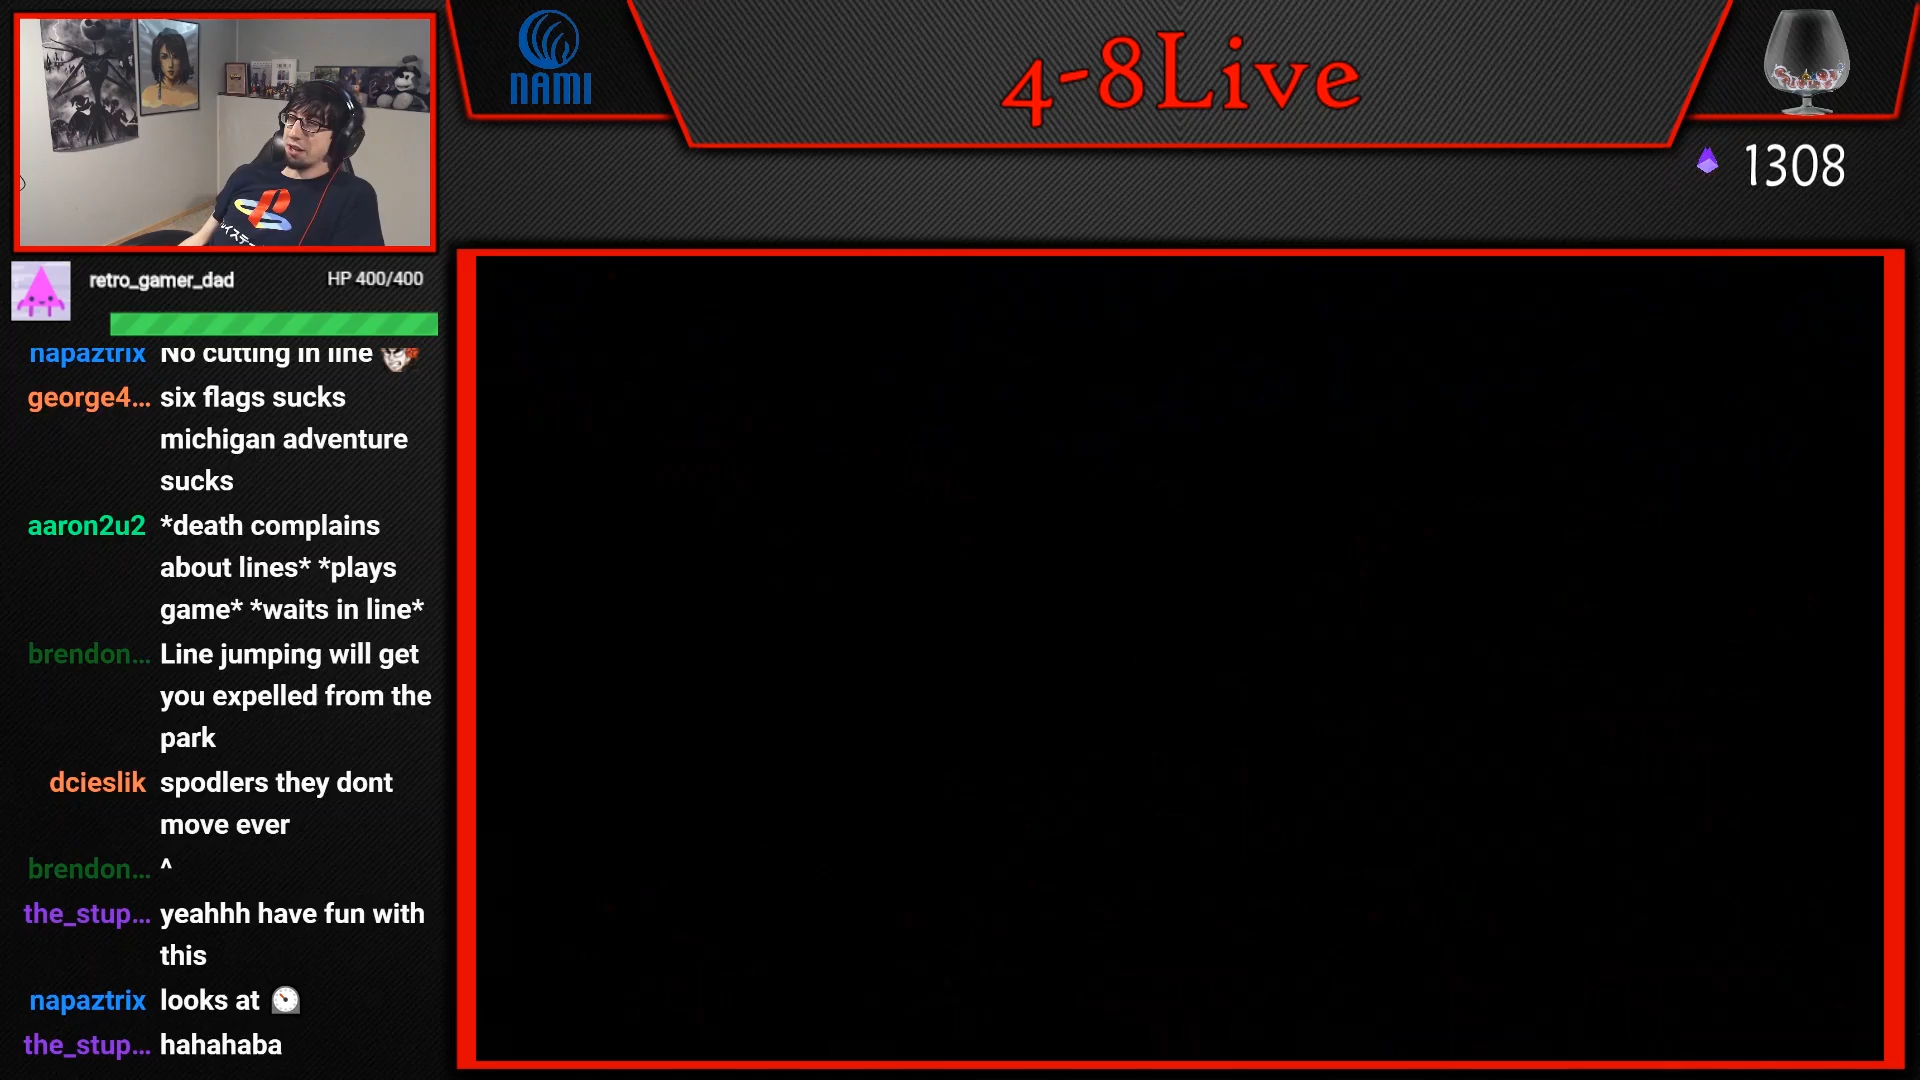 NAMI
4-8Live
1308
retro_gamer_dad HP 400/400
napaztrix No cutting in line
george4... six flags sucks
michigan adventure
sucks
aaron2u2 *death complains
about lines* *plays
game* *waits in line*
brendon... Line jumping will get
you expelled from the
park
dcieslik spodlers they dont
move ever
brendon... ^
the_stup... yeahhh have fun with
this
napaztrix looks at
the_stup... hahahaba